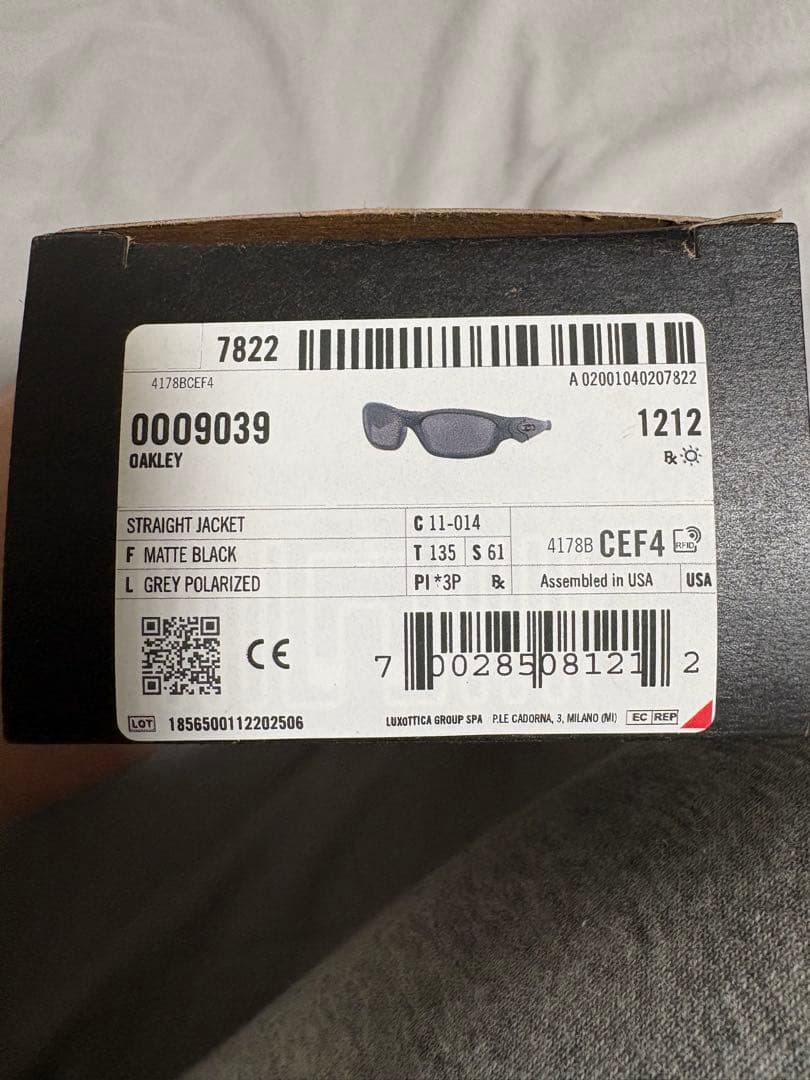 7822
4178BCEF4
A 02001040207822
0009039
1212
OAKLEY
Rx
STRAIGHT JACKET
C 11-014
F MATTE BLACK
T 135 S 61
4178B CEF4 RFID
L GREY POLARIZED
PI *3P Rx
Assembled in USA USA
CE
7 00285 08121 2
LOT 1856500112202506
LUXOTTICA GROUP SPA P.LE CADORNA, 3, MILANO (MI) EC REP